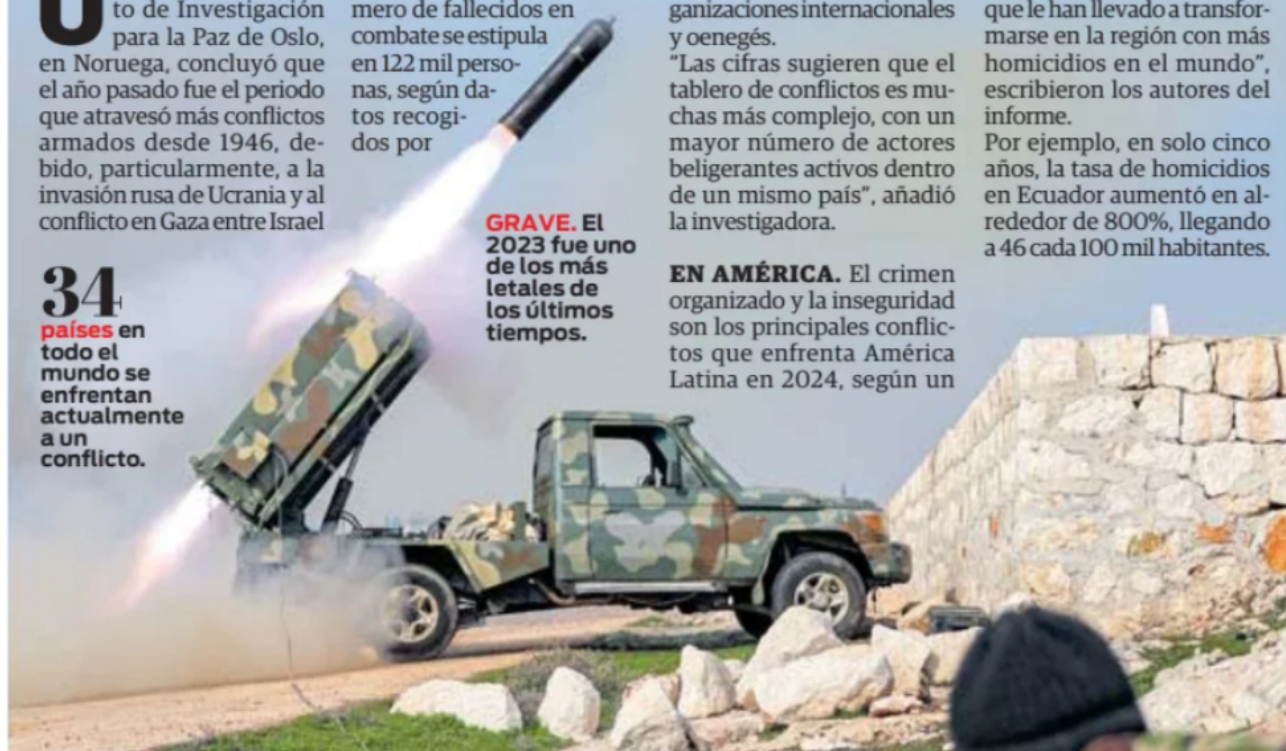 U
to de Investigación
para la Paz de Oslo,
en Noruega, concluyó que
el año pasado fue el periodo
que atravesó más conflictos
armados desde 1946, de-
bido, particularmente, a la
invasión rusa de Ucrania y al
conflicto en Gaza entre Israel
34
países en
todo el
mundo se
enfrentan
actualmente
a un
conflicto.
mero de fallecidos en
combate se estipula
en 122 mil perso-
nas, según da-
tos recogi-
dos por
GRAVE. El
2023 fue uno
de los más
letales de
los últimos
tiempos.
ganizaciones internacionales
y oenegés.
“Las cifras sugieren que el
tablero de conflictos es mu-
chas más complejo, con un
mayor número de actores
beligerantes activos dentro
de un mismo país”, añadió
la investigadora.
EN AMÉRICA. El crimen
organizado y la inseguridad
son los principales conflic-
tos que enfrenta América
Latina en 2024, según un
que le han llevado a transfor-
marse en la región con más
homicidios en el mundo”,
escribieron los autores del
informe.
Por ejemplo, en solo cinco
años, la tasa de homicidios
en Ecuador aumentó en al-
rededor de 800%, llegando
a 46 cada 100 mil habitantes.